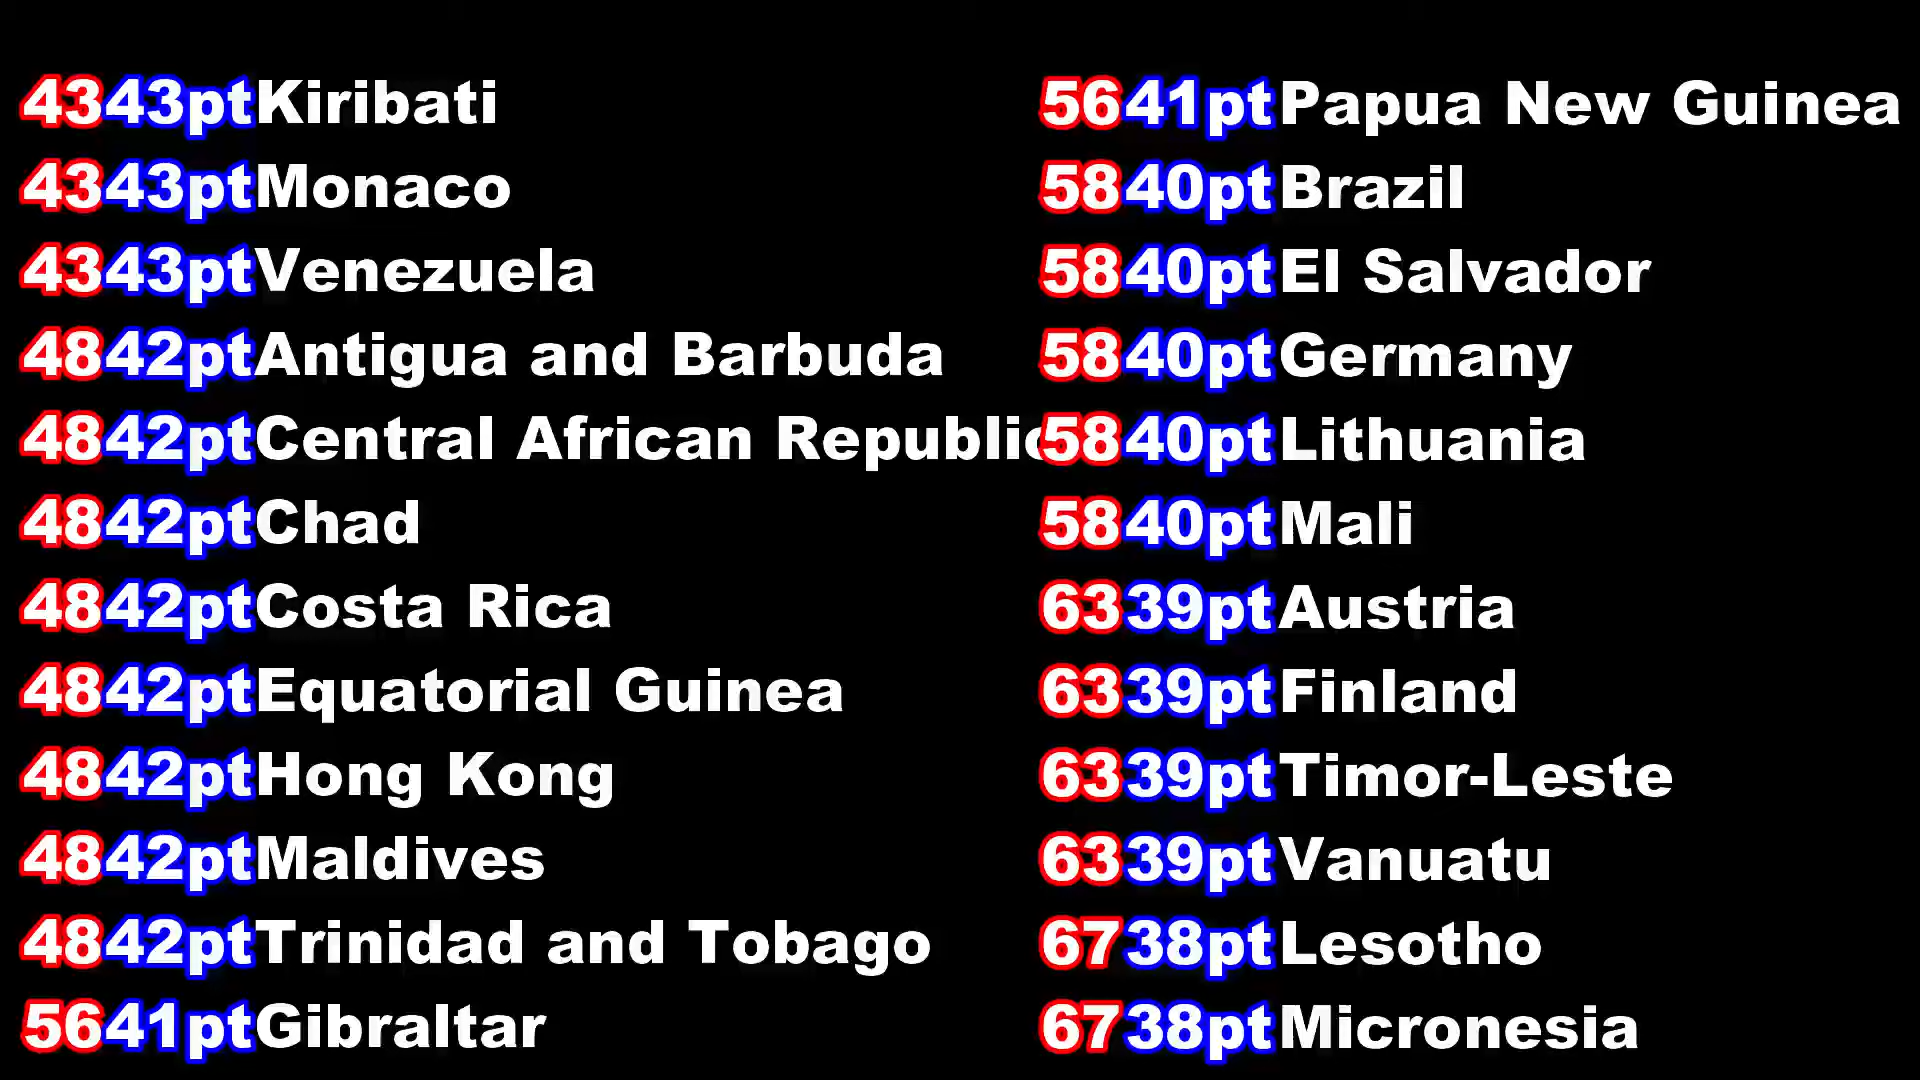 4343ptKiribati
4343ptMonaco
4343ptVenezuela
4842ptAntigua and Barbuda
4842ptCentral African Republic
4842ptChad
4842ptCosta Rica
4842ptEquatorial Guinea
4842ptHong Kong
4842ptMaldives
4842ptTrinidad and Tobago
5641ptGibraltar
5641ptPapua New Guinea
5840ptBrazil
5840ptEl Salvador
5840ptGermany
5840ptLithuania
5840ptMali
6339ptAustria
6339ptFinland
6339ptTimor-Leste
6339ptVanuatu
6738ptLesotho
6738ptMicronesia